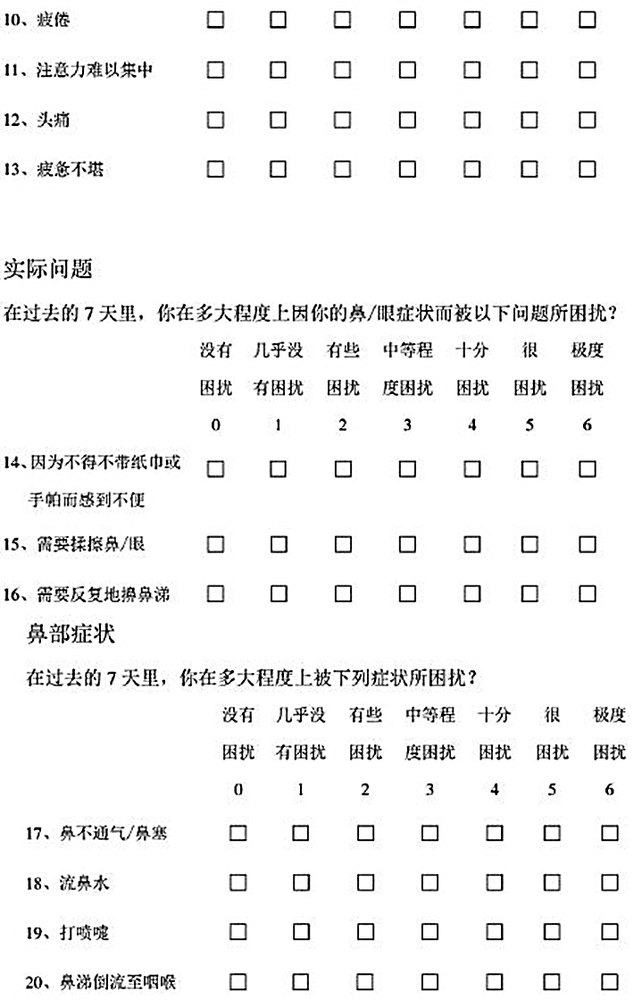 10、疲倦 □ □ □ □ □ □ □
11、注意力难以集中 □ □ □ □ □ □ □
12、头痛 □ □ □ □ □ □ □
13、疲惫不堪 □ □ □ □ □ □ □
实际问题
在过去的 7 天里，你在多大程度上因你的鼻/眼症状而被以下问题所困扰？
没有 几乎没 有些 中等程 十分 很 极度
困扰 有困扰 困扰 度困扰 困扰 困扰 困扰
0 1 2 3 4 5 6
14、因为不得不带纸巾或 □ □ □ □ □ □ □
手帕而感到不便
15、需要揉擦鼻/眼 □ □ □ □ □ □ □
16、需要反复地擤鼻涕 □ □ □ □ □ □ □
鼻部症状
在过去的 7 天里，你在多大程度上被下列症状所困扰？
没有 几乎没 有些 中等程 十分 很 极度
困扰 有困扰 困扰 度困扰 困扰 困扰 困扰
0 1 2 3 4 5 6
17、鼻不通气/鼻塞 □ □ □ □ □ □ □
18、流鼻水 □ □ □ □ □ □ □
19、打喷嚏 □ □ □ □ □ □ □
20、鼻涕倒流至咽喉 □ □ □ □ □ □ □